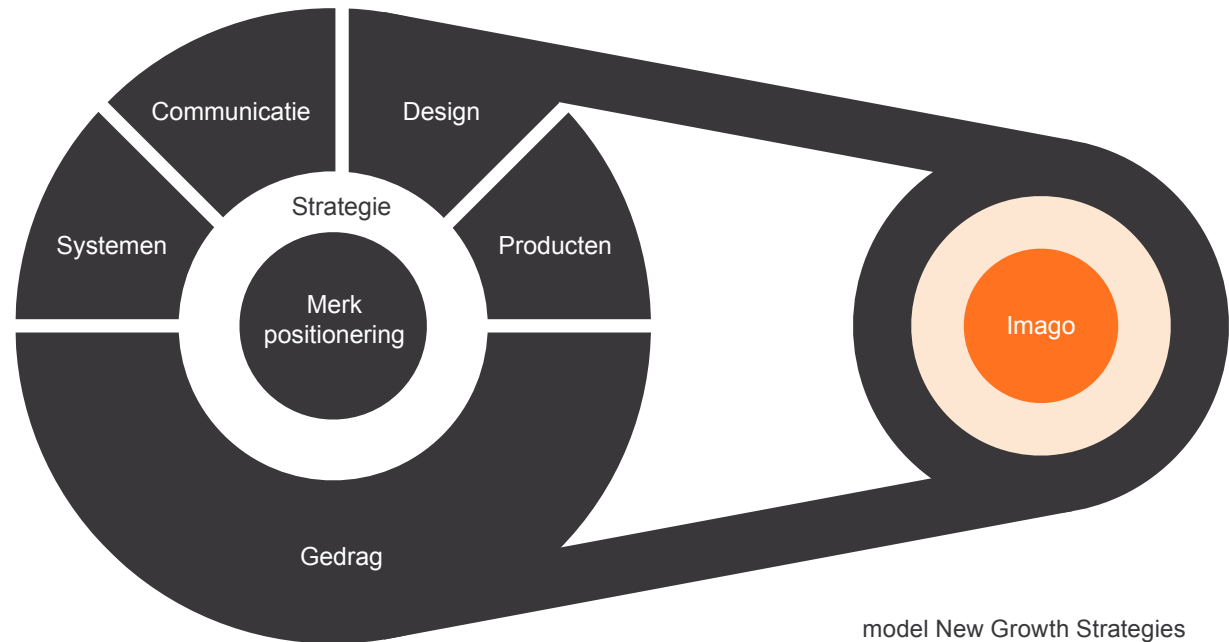 Communicatie
Design
Strategie
Systemen
Producten
Merk
positionering
Imago
Gedrag
model New Growth Strategies